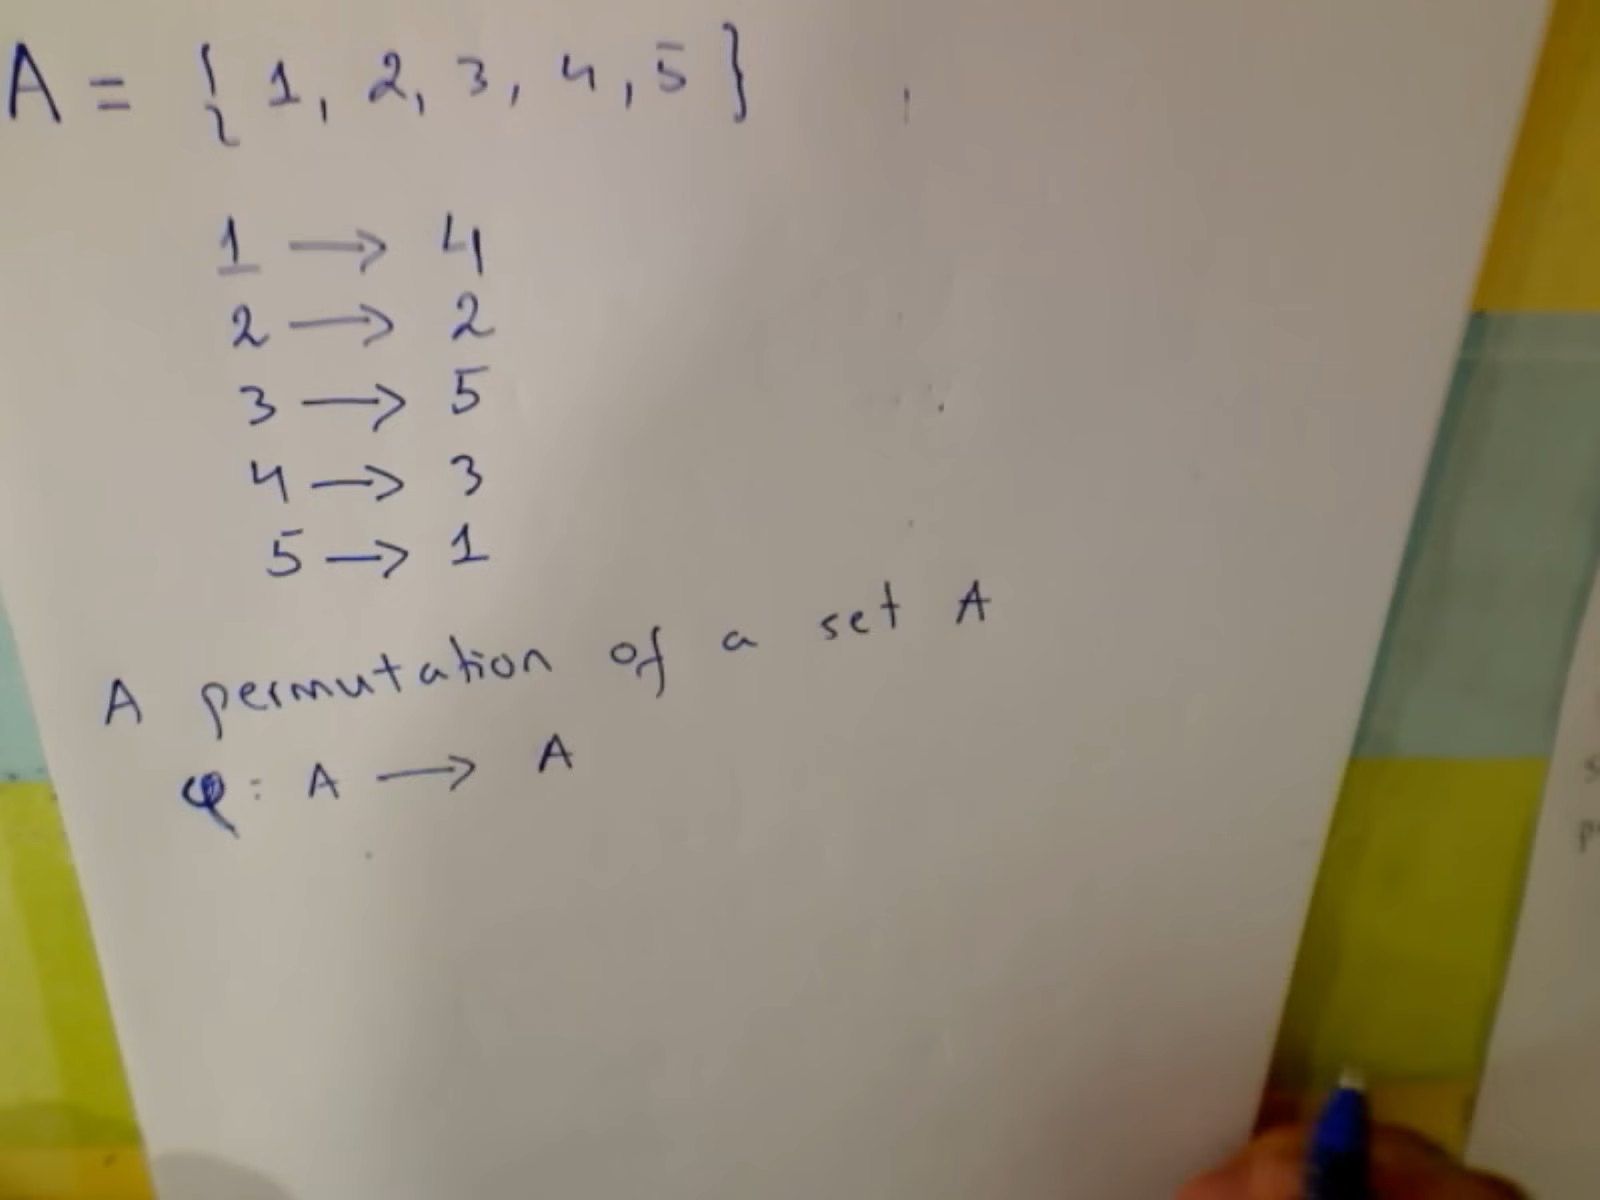 A = { 1, 2, 3, 4, 5 }
1 → 4
2 → 2
3 → 5
4 → 3
5 → 1
A permutation of a set A
φ: A → A